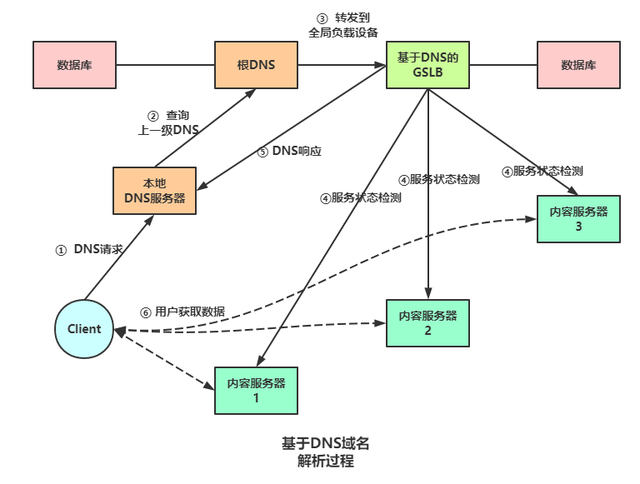 ③ 转发到
全局负载设备
数据库
根DNS
基于DNS的
GSLB
数据库
② 查询
上一级DNS
⑤ DNS响应
本地
DNS服务器
④服务状态检测
④服务状态检测
④服务状态检测
内容服务器
3
① DNS请求
⑥ 用户获取数据
Client
内容服务器
2
内容服务器
1
基于DNS域名
解析过程